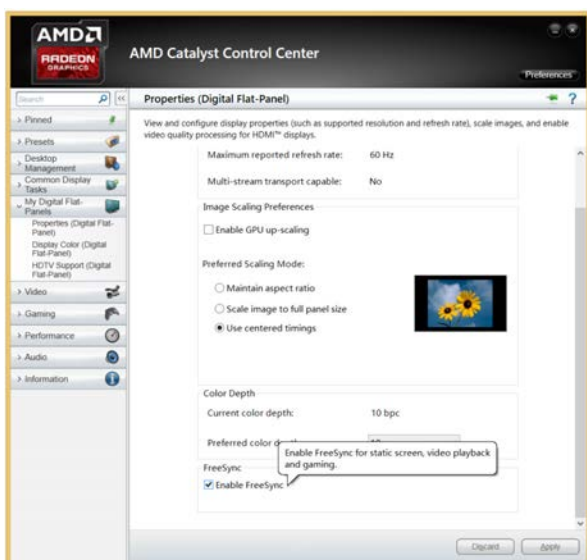 AMD
RADEON
GRAPHICS
AMD Catalyst Control Center
Preferences
Search
Properties (Digital Flat-Panel)
View and configure display properties (such as supported resolution and refresh rate), scale images, and enable
video quality processing for HDMI™ displays.
Pinned
Presets
Desktop
Management
Common Display
Tasks
My Digital Flat-
Panels
Properties (Digital Flat-
Panel)
Display Color (Digital
Flat-Panel)
HDTV Support (Digital
Flat-Panel)
Video
Gaming
Performance
Audio
Information
Maximum reported refresh rate: 60 Hz
Multi-stream transport capable: No
Image Scaling Preferences
Enable GPU up-scaling
Preferred Scaling Mode:
Maintain aspect ratio
Scale image to full panel size
Use centered timings
Color Depth
Current color depth: 10 bpc
Preferred color
Enable FreeSync for static screen, video playback
and gaming.
FreeSync
Enable FreeSync
Discard Apply